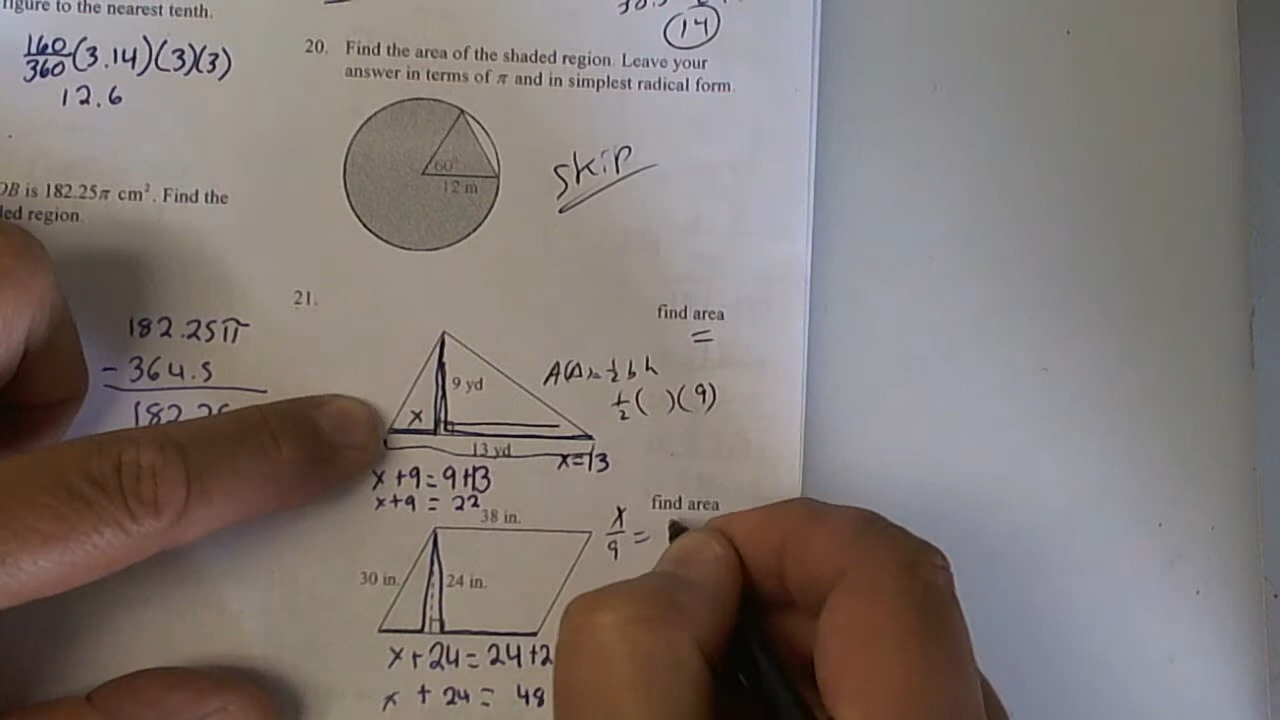 figure to the nearest tenth.
160/360 (3.14)(3)(3)
12.6
OB is 182.25π cm². Find the
led region.
182.25π
- 364.5
14
20. Find the area of the shaded region. Leave your
answer in terms of π and in simplest radical form.
60°
12 m
skip
21.
find area
=
9 yd
x
13 yd
x=13
A(△)=½bh
½( )(9)
x+9=9+13
x+9=22
find area
38 in.
30 in.
24 in.
x/9 =
x+24=24+2
x+24=48